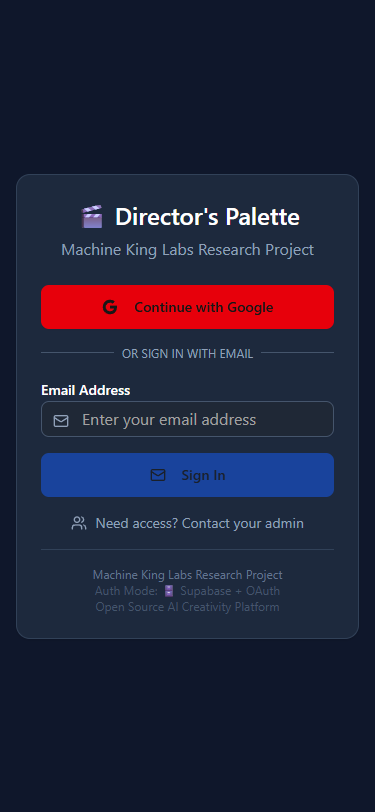 Director's Palette
Machine King Labs Research Project
Continue with Google
OR SIGN IN WITH EMAIL
Email Address
Enter your email address
Sign In
Need access? Contact your admin
Machine King Labs Research Project
Auth Mode: Supabase + OAuth
Open Source AI Creativity Platform